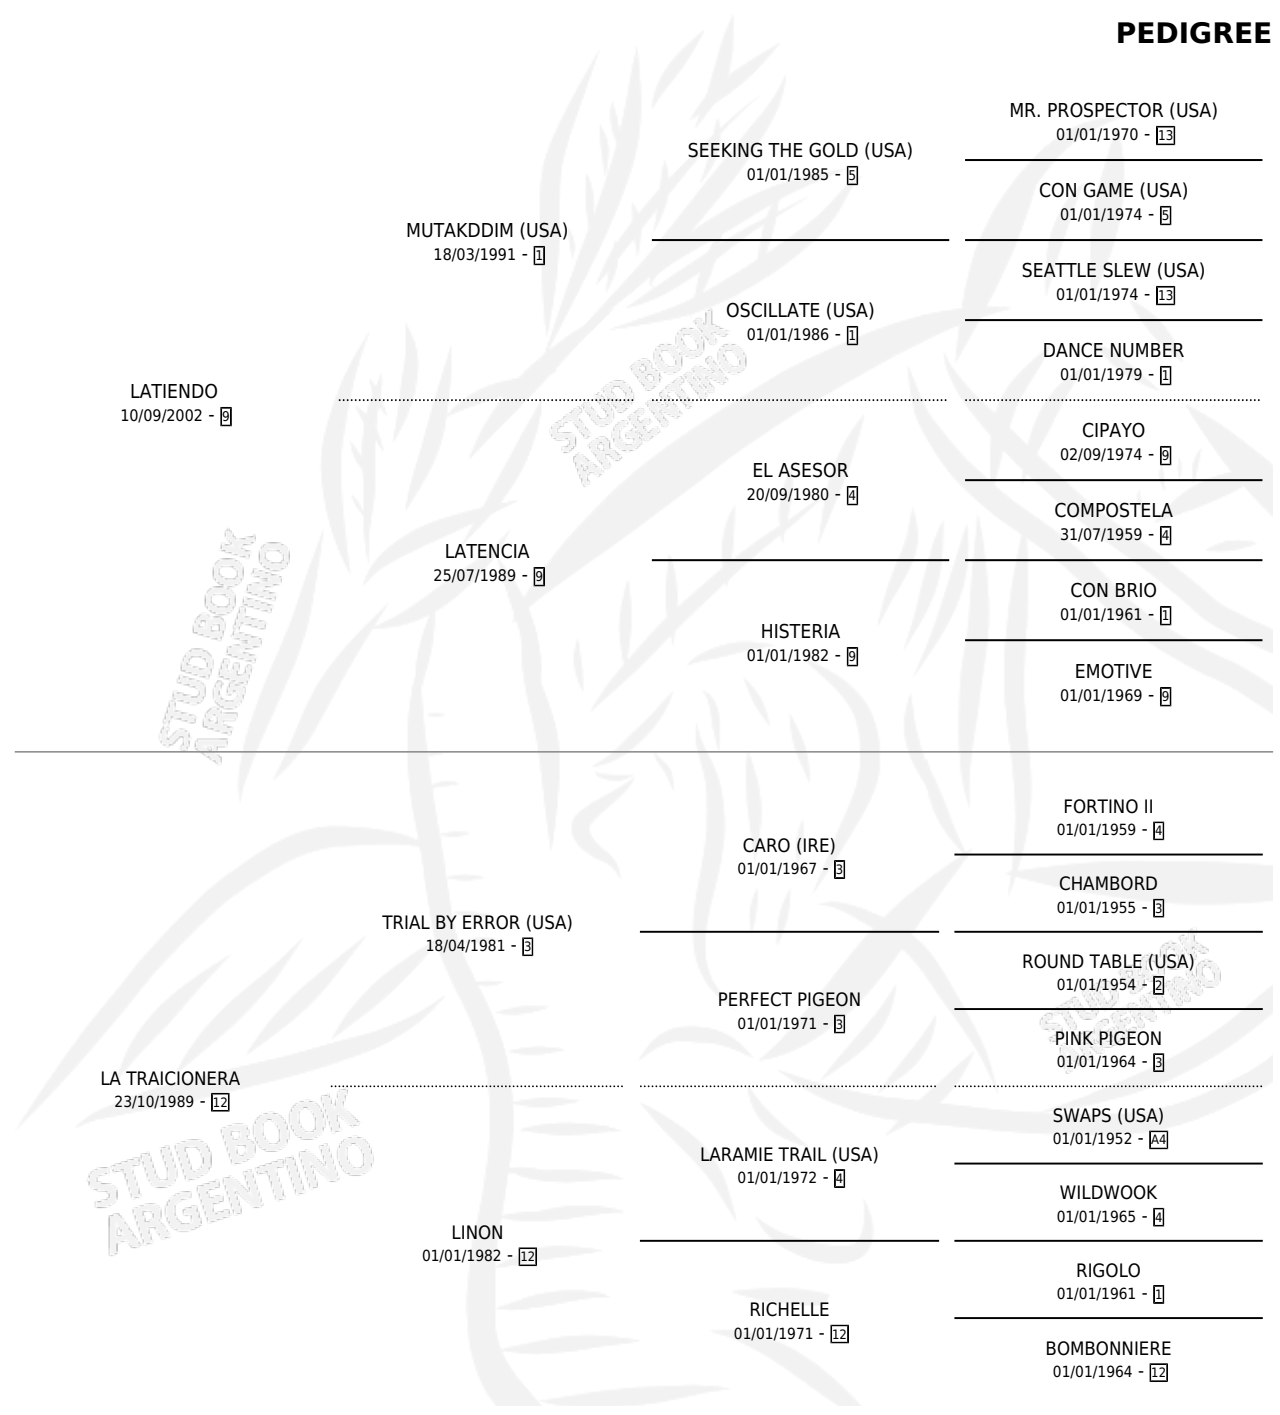 PEDIGREE
MR. PROSPECTOR (USA)
01/01/1970 - 13
SEEKING THE GOLD (USA)
01/01/1985 - 5
CON GAME (USA)
01/01/1974 - 5
MUTAKDDIM (USA)
18/03/1991 - 1
SEATTLE SLEW (USA)
01/01/1974 - 13
OSCILLATE (USA)
01/01/1986 - 1
DANCE NUMBER
01/01/1979 - 1
LATIENDO
10/09/2002 - 9
CIPAYO
02/09/1974 - 9
EL ASESOR
20/09/1980 - 4
COMPOSTELA
31/07/1959 - 4
LATENCIA
25/07/1989 - 9
CON BRIO
01/01/1961 - 1
HISTERIA
01/01/1982 - 9
EMOTIVE
01/01/1969 - 9
FORTINO II
01/01/1959 - 4
CARO (IRE)
01/01/1967 - 3
CHAMBORD
01/01/1955 - 3
TRIAL BY ERROR (USA)
18/04/1981 - 3
ROUND TABLE (USA)
01/01/1954 - 2
PERFECT PIGEON
01/01/1971 - 3
PINK PIGEON
01/01/1964 - 3
LA TRAICIONERA
23/10/1989 - 12
SWAPS (USA)
01/01/1952 - A4
LARAMIE TRAIL (USA)
01/01/1972 - 4
WILDWOOK
01/01/1965 - 4
LINON
01/01/1982 - 12
RIGOLO
01/01/1961 - 1
RICHELLE
01/01/1971 - 12
BOMBONNIERE
01/01/1964 - 12
STUD BOOK
ARGENTINO
STUD BOOK
ARGENTINO
STUD BOOK
ARGENTINO
STUD BOOK
ARGENTINO